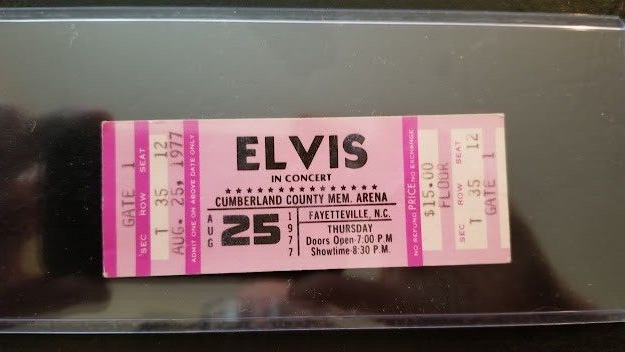 GATE 1
SEC ROW SEAT
T 35 12
AUG. 25, 1977
ADMIT ONE ON ABOVE DATE ONLY
ELVIS
IN CONCERT
★★★★★★★★★★★★★★★★
CUMBERLAND COUNTY MEM. ARENA
AUG 25 1977
FAYETTEVILLE, N.C.
THURSDAY
Doors Open-7:00 P.M
Showtime-8:30 P.M.
NO REFUND PRICE NO EXCHANGE
$15.00
FLOOR
SEC ROW SEAT
T 35 12
GATE 1